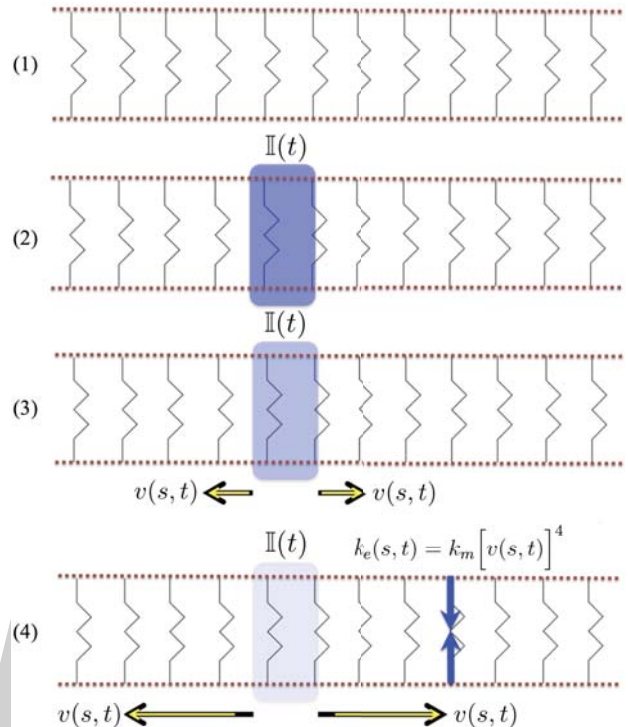 (1)
𝕀(t)
(2)
𝕀(t)
(3)
v(s, t) v(s, t)
𝕀(t) k_e(s, t) = k_m[v(s, t)]^4
(4)
v(s, t) v(s, t)